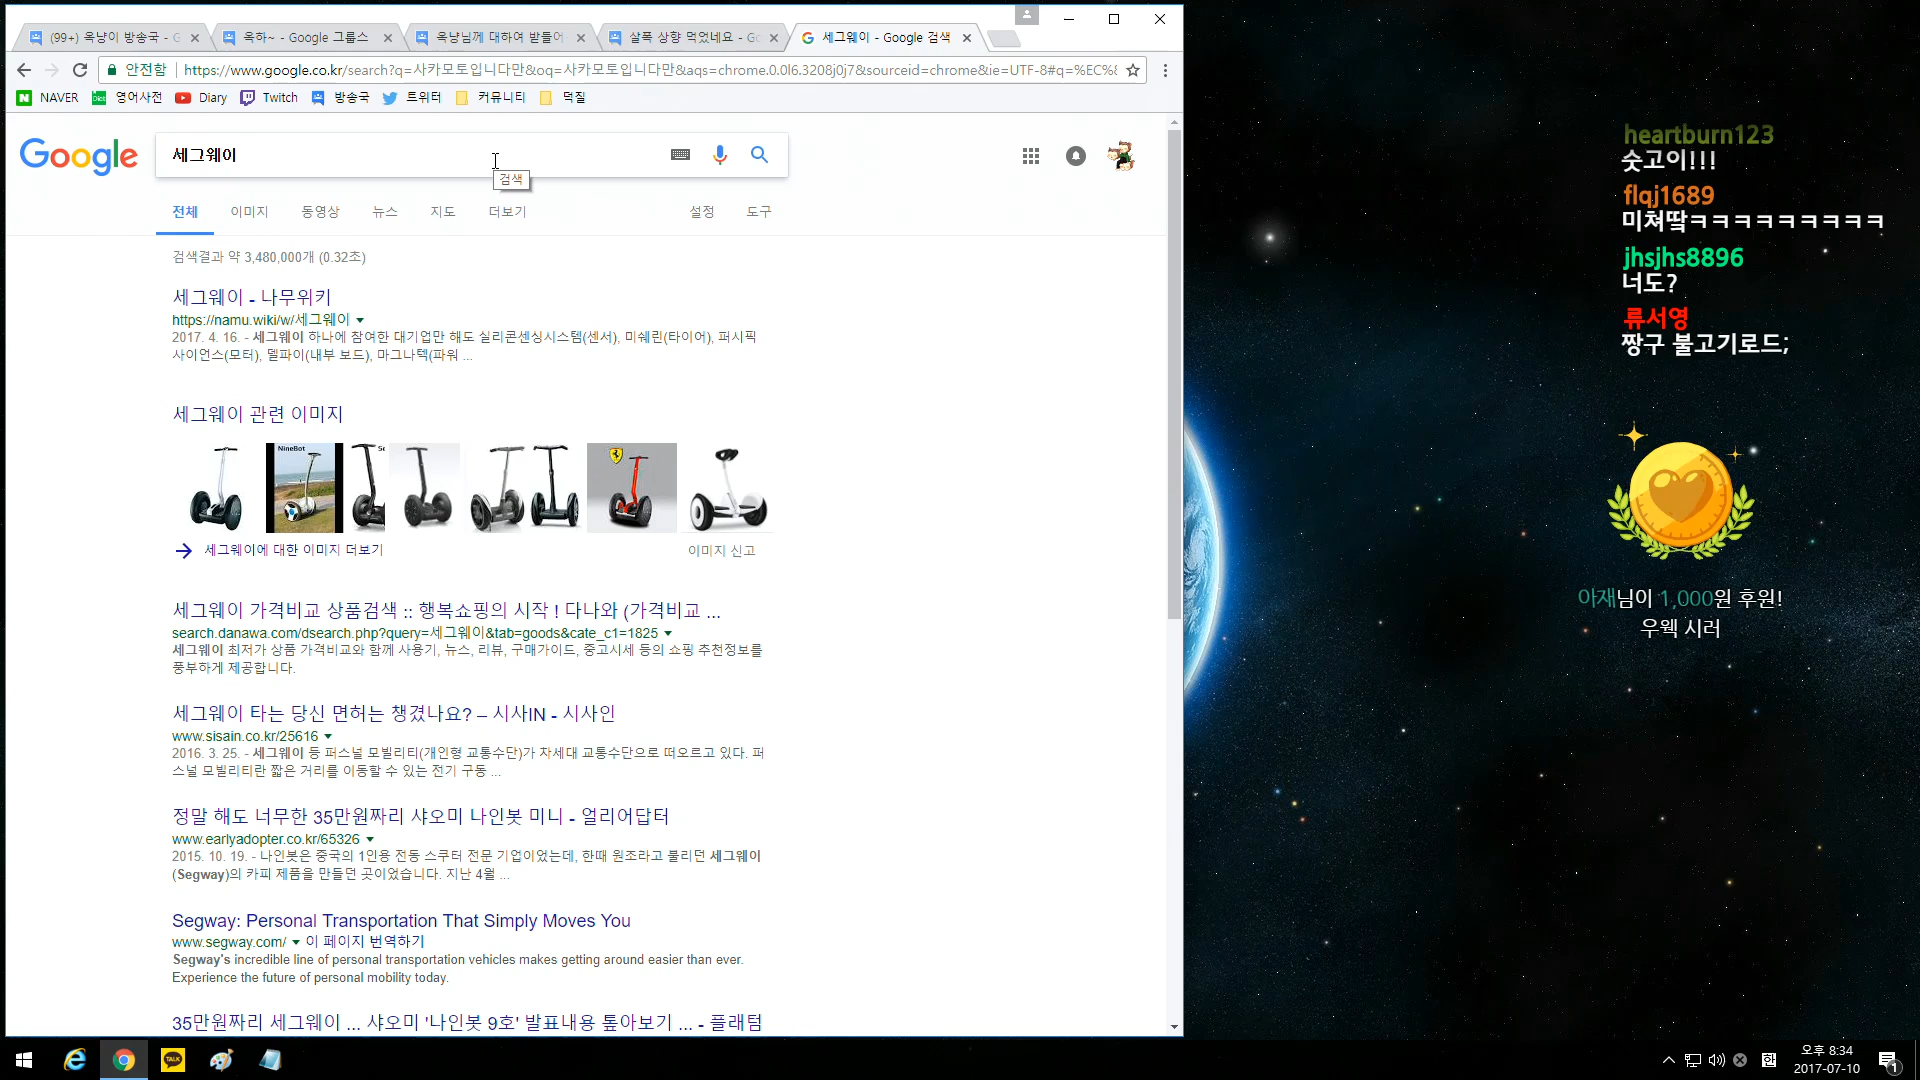 (99+) 옥냥이 방송국 - G
옥하~ - Google 그룹스
옥냥님께 대하여 받들어
살폭 상향 먹었네요 - Go
세그웨이 - Google 검색
안전함
https://www.google.co.kr/search?q=사카모토입니다만&oq=사카모토입니다만&aqs=chrome.0.0l6.3208j0j7&sourceid=chrome&ie=UTF-8#q=%EC%8
NAVER
영어사전
Diary
Twitch
방송국
트위터
커뮤니티
덕질
Google
세그웨이
검색
전체
이미지
동영상
뉴스
지도
더보기
설정
도구
검색결과 약 3,480,000개 (0.32초)
세그웨이 - 나무위키
https://namu.wiki/w/세그웨이
2017. 4. 16. - 세그웨이 하나에 참여한 대기업만 해도 실리콘센싱시스템(센서), 미쉐린(타이어), 퍼시픽
사이언스(모터), 델파이(내부 보드), 마그나텍(파워 ...
세그웨이 관련 이미지
NineBot
세그웨이에 대한 이미지 더보기
이미지 신고
세그웨이 가격비교 상품검색 :: 행복쇼핑의 시작 ! 다나와 (가격비교 ...
search.danawa.com/dsearch.php?query=세그웨이&tab=goods&cate_c1=1825
세그웨이 최저가 상품 가격비교와 함께 사용기, 뉴스, 리뷰, 구매가이드, 중고시세 등의 쇼핑 추천정보를
풍부하게 제공합니다.
세그웨이 타는 당신 면허는 챙겼나요? – 시사IN - 시사인
www.sisain.co.kr/25616
2016. 3. 25. - 세그웨이 등 퍼스널 모빌리티(개인형 교통수단)가 차세대 교통수단으로 떠오르고 있다. 퍼
스널 모빌리티란 짧은 거리를 이동할 수 있는 전기 구동 ...
정말 해도 너무한 35만원짜리 샤오미 나인봇 미니 - 얼리어답터
www.earlyadopter.co.kr/65326
2015. 10. 19. - 나인봇은 중국의 1인용 전동 스쿠터 전문 기업이었는데, 한때 원조라고 불리던 세그웨이
(Segway)의 카피 제품을 만들던 곳이었습니다. 지난 4월 ...
Segway: Personal Transportation That Simply Moves You
www.segway.com/ 이 페이지 번역하기
Segway's incredible line of personal transportation vehicles makes getting around easier than ever.
Experience the future of personal mobility today.
35만원짜리 세그웨이 ... 샤오미 '나인봇 9호' 발표내용 톺아보기 ... - 플래텀
heartburn123
숫고이!!!
flqj1689
미쳐땈ㅋㅋㅋㅋㅋㅋㅋㅋㅋ
jhsjhs8896
너도?
류서영
짱구 불고기로드;
아재님이 1,000원 후원!
우웩 시러
TALK
한
오후 8:34
2017-07-10
1